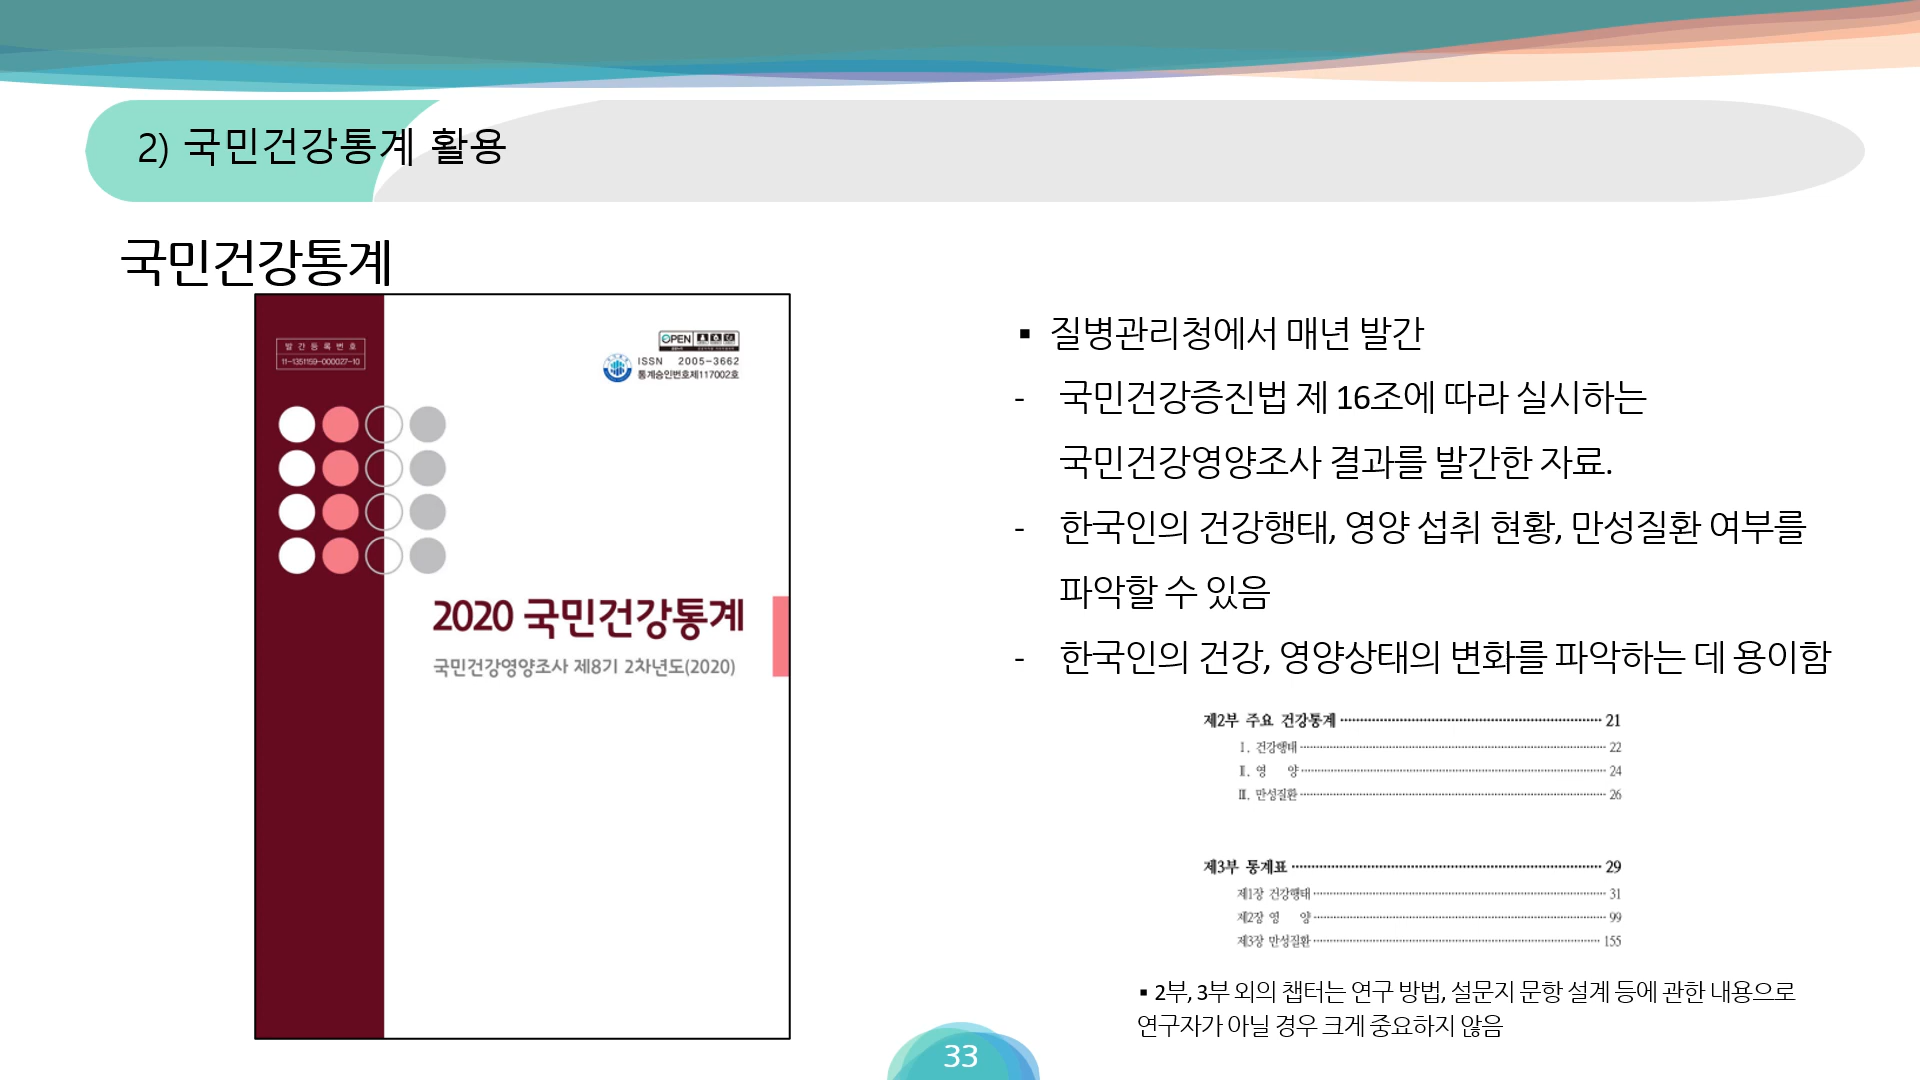 2) 국민건강통계 활용
국민건강통계
발 간 등 록 번 호
11-1351159-000027-10
OPEN
ISSN 2005-3662
통계승인번호제117002호
2020 국민건강통계
국민건강영양조사 제8기 2차년도(2020)
▪ 질병관리청에서 매년 발간
- 국민건강증진법 제 16조에 따라 실시하는
국민건강영양조사 결과를 발간한 자료.
- 한국인의 건강행태, 영양 섭취 현황, 만성질환 여부를
파악할 수 있음
- 한국인의 건강, 영양상태의 변화를 파악하는 데 용이함
제2부 주요 건강통계 21
Ⅰ. 건강행태 22
Ⅱ. 영 양 24
Ⅲ. 만성질환 26
제3부 통계표 29
제1장 건강행태 31
제2장 영 양 99
제3장 만성질환 155
▪ 2부, 3부 외의 챕터는 연구 방법, 설문지 문항 설계 등에 관한 내용으로
연구자가 아닐 경우 크게 중요하지 않음
33